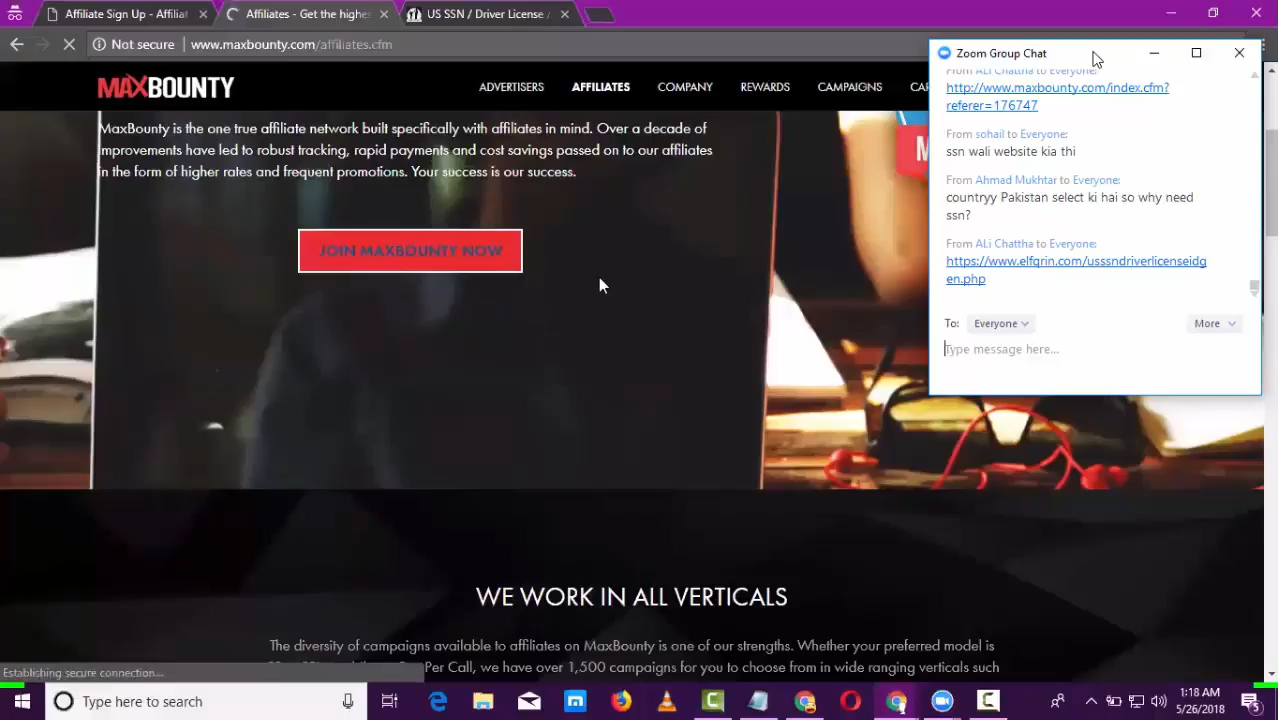 Affiliate Sign Up - Affiliat
Affiliates - Get the highes
US SSN / Driver License /
Not secure
www.maxbounty.com/affiliates.cfm
MAXBOUNTY
ADVERTISERS
AFFILIATES
COMPANY
REWARDS
CAMPAIGNS
MaxBounty is the one true affiliate network built specifically with affiliates in mind. Over a decade of
improvements have led to robust tracking, rapid payments and cost savings passed on to our affiliates
in the form of higher rates and frequent promotions. Your success is our success.
JOIN MAXBOUNTY NOW
Zoom Group Chat
From ALi Chattha to Everyone:
http://www.maxbounty.com/index.cfm?
referer=176747
From sohail to Everyone:
ssn wali website kia thi
From Ahmad Mukhtar to Everyone:
countryy Pakistan select ki hai so why need
ssn?
From ALi Chattha to Everyone:
https://www.elfqrin.com/usssndriverlicenseidg
en.php
To: Everyone
More
Type message here...
WE WORK IN ALL VERTICALS
The diversity of campaigns available to affiliates on MaxBounty is one of our strengths. Whether your preferred model is
Per Call, we have over 1,500 campaigns for you to choose from in wide ranging verticals such
Establishing secure connection...
Type here to search
1:18 AM
5/26/2018
5